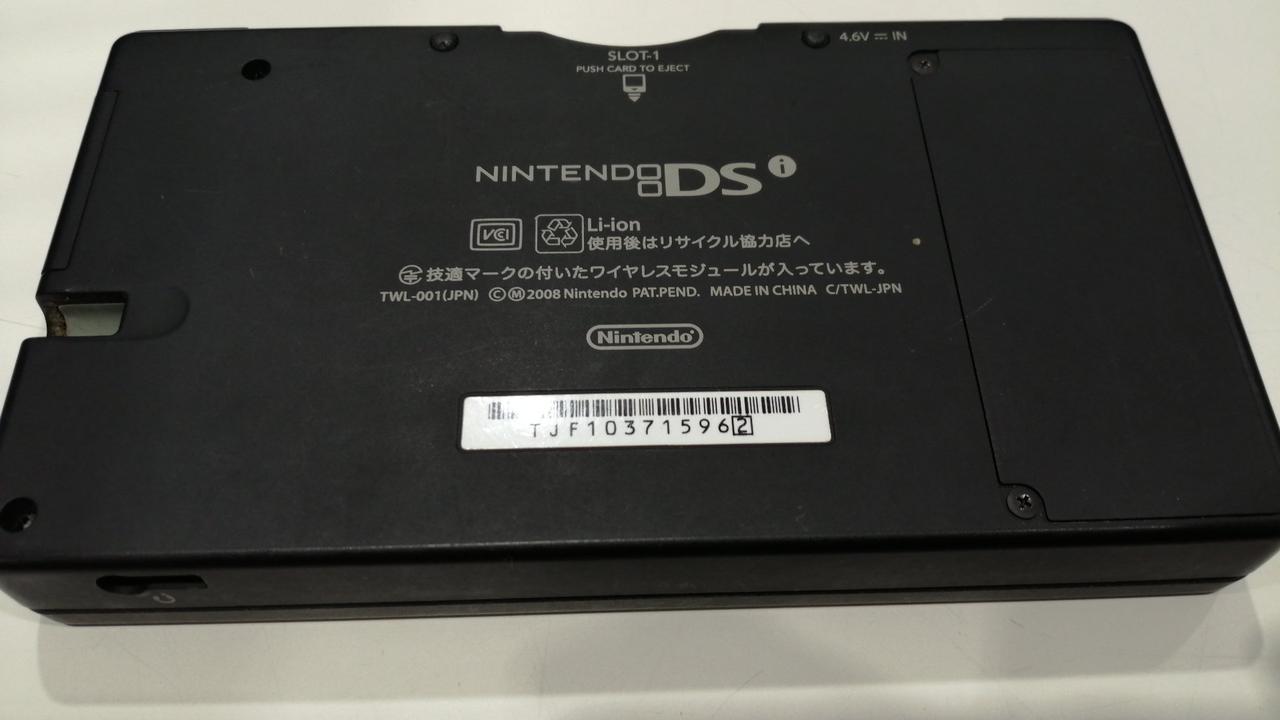 4.6V ⎓ IN
SLOT-1
PUSH CARD TO EJECT
NINTENDO DSi
VCCI
Li-ion
使用後はリサイクル協力店へ
技適マークの付いたワイヤレスモジュールが入っています。
TWL-001(JPN) ©Ⓜ2008 Nintendo PAT.PEND. MADE IN CHINA C/TWL-JPN
Nintendo
TJF103715962